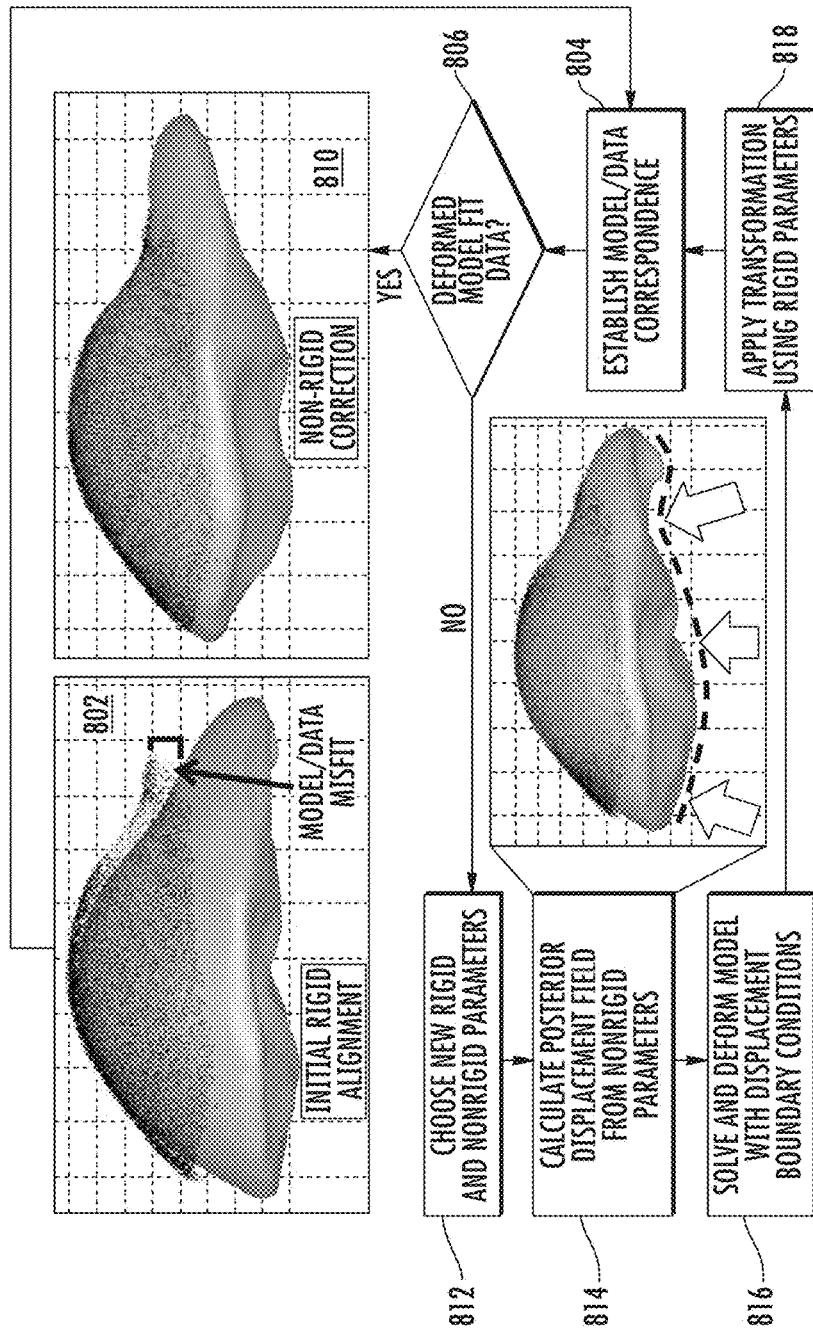 802
INITIAL RIGID
ALIGNMENT
MODEL/DATA
MISFIT
810
NON-RIGID
CORRECTION
812
CHOOSE NEW RIGID
AND NONRIGID PARAMETERS
NO
DEFORMED
MODEL FIT
DATA?
YES
806
814
CALCULATE POSTERIOR
DISPLACEMENT FIELD
FROM NONRIGID
PARAMETERS
ESTABLISH MODEL/DATA
CORRESPONDENCE
804
816
SOLVE AND DEFORM MODEL
WITH DISPLACEMENT
BOUNDARY CONDITIONS
APPLY TRANSFORMATION
USING RIGID PARAMETERS
818